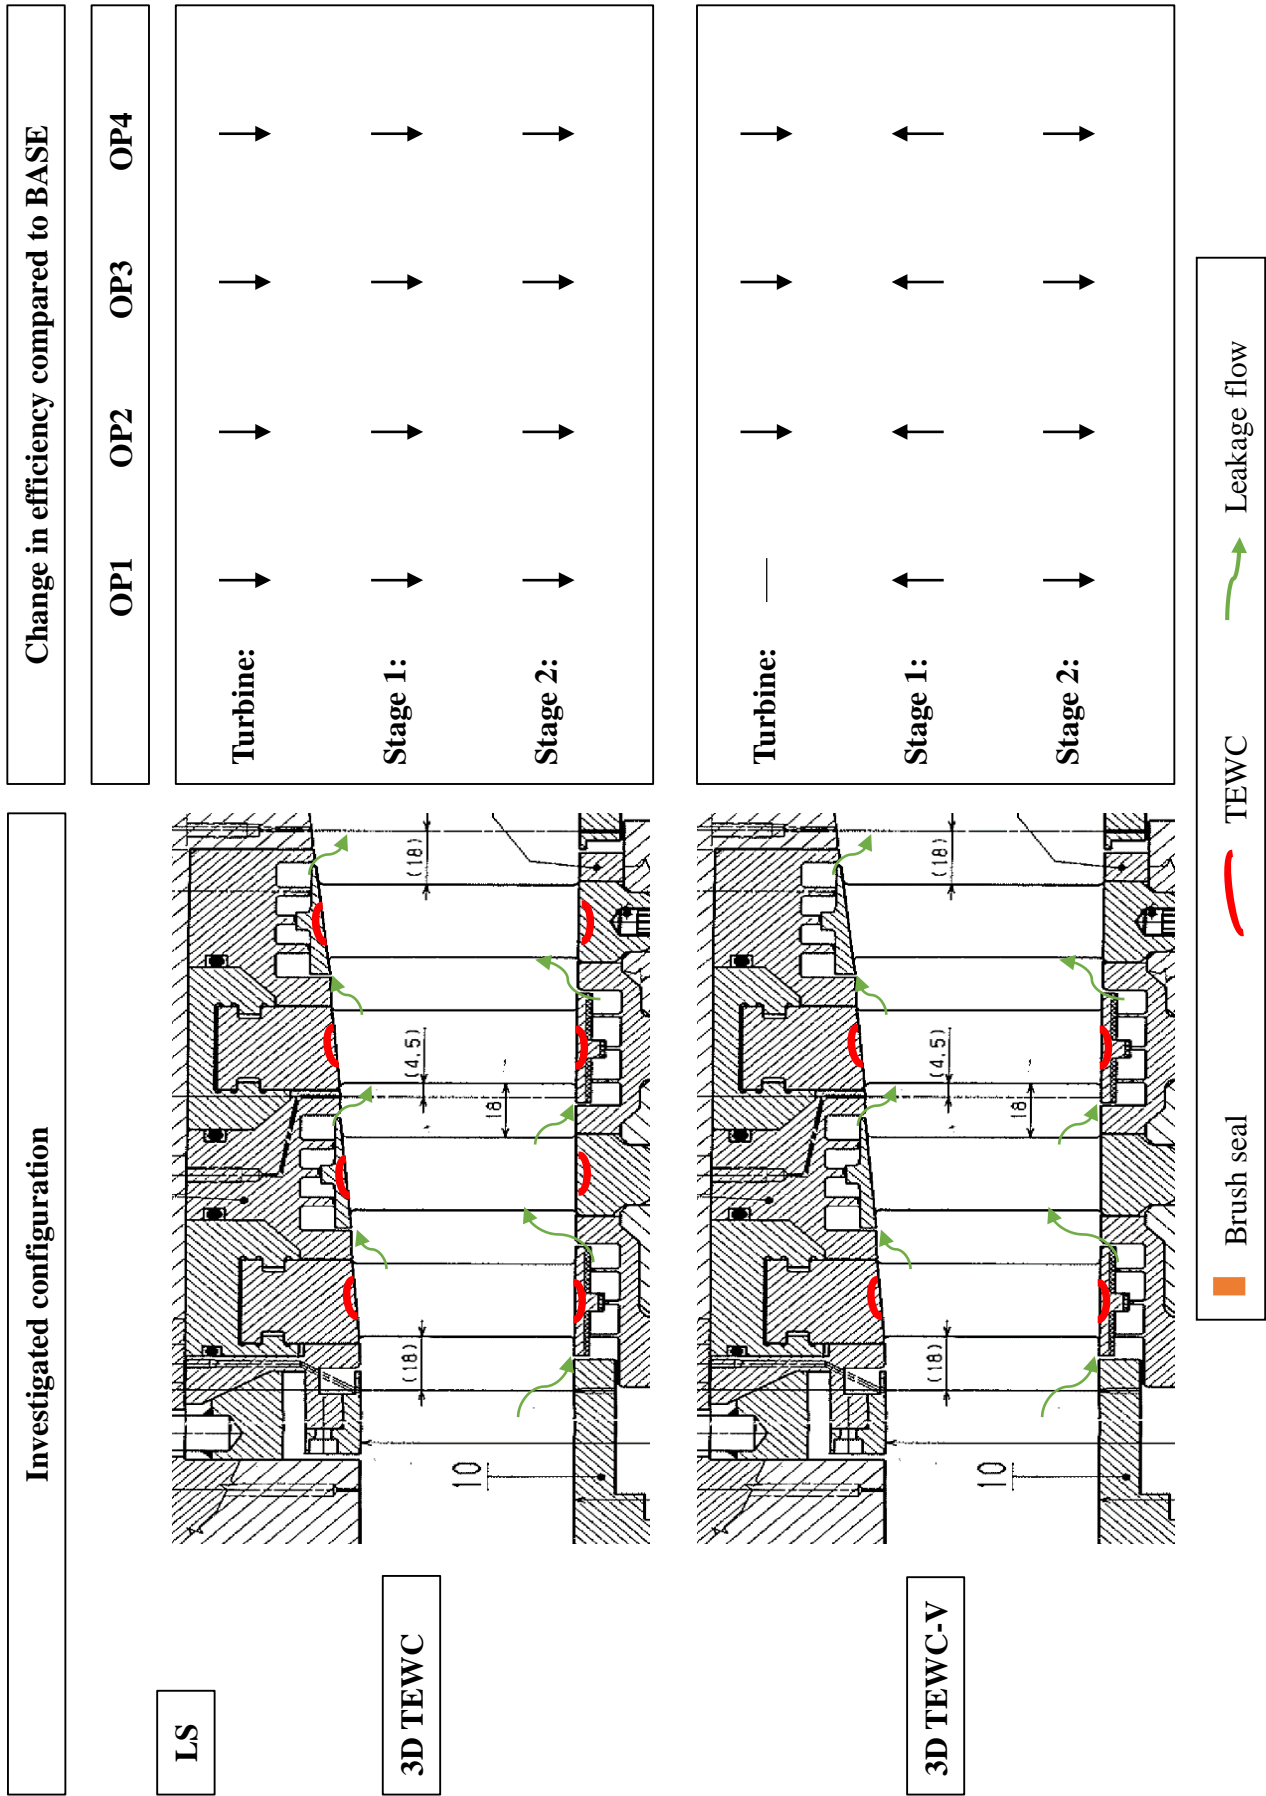 Investigated configuration
Change in efficiency compared to BASE
OP1 OP2 OP3 OP4
LS
3D TEWC
10
(18)
18
(4,5)
(18)
Turbine:
Stage 1:
Stage 2:
3D TEWC-V
10
(18)
18
(4,5)
(18)
Turbine:
Stage 1:
Stage 2:
Brush seal TEWC Leakage flow